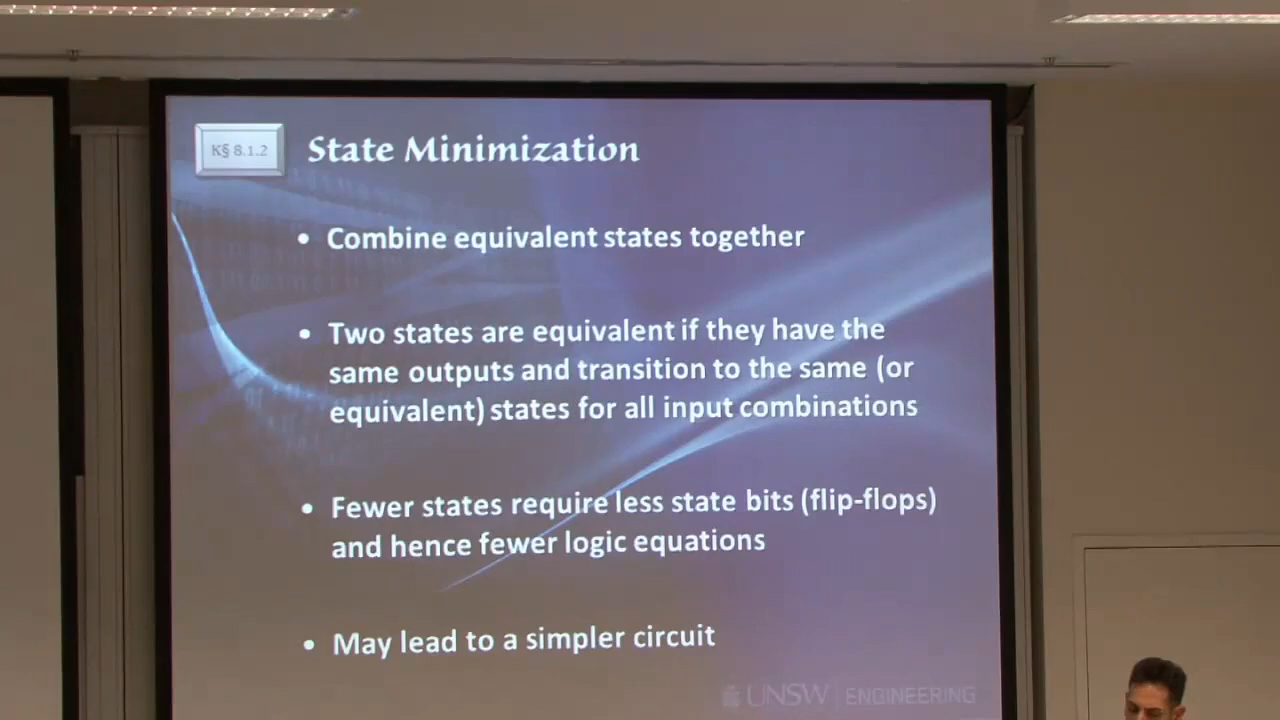 K§ 8.1.2
State Minimization
• Combine equivalent states together
• Two states are equivalent if they have the
same outputs and transition to the same (or
equivalent) states for all input combinations
• Fewer states require less state bits (flip-flops)
and hence fewer logic equations
• May lead to a simpler circuit
UNSW | ENGINEERING